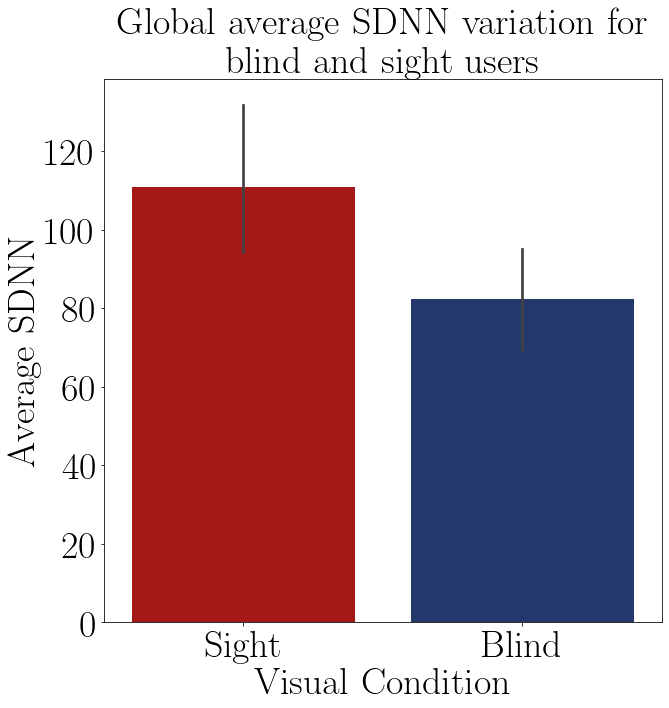 Global average SDNN variation for
blind and sight users
Average SDNN
120
100
80
60
40
20
0
Sight Blind
Visual Condition